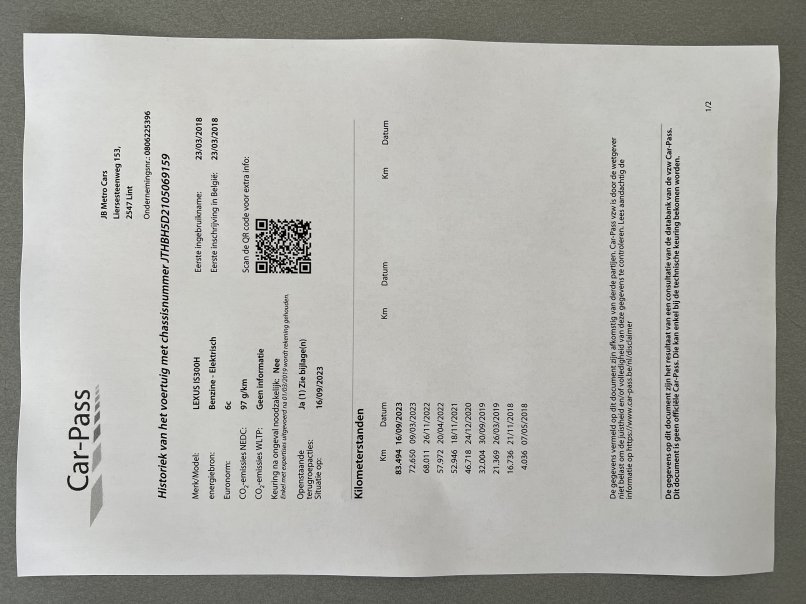 Car-Pass
JB Metro Cars
Liersesteenweg 153,
2547 Lint
Ondernemingsnr.: 0806225396
Historiek van het voertuig met chassisnummer JTHBH5D2105069159
Merk/Model: LEXUS IS300H
energiebron: Benzine - Elektrisch
Euronorm: 6c
CO₂-emissies NEDC: 97 g/km
CO₂-emissies WLTP: Geen informatie
Keuring na ongeval noodzakelijk: Nee
Enkel met expertises uitgevoerd na 01/03/2019 wordt rekening gehouden.
Openstaande terugroepacties: Ja (1) Zie bijlage(n)
Situatie op: 16/09/2023
Eerste ingebruikname: 23/03/2018
Eerste inschrijving in België: 23/03/2018
Scan de QR code voor extra info:
Kilometerstanden
Km Datum Km Datum Km Datum
83.494 16/09/2023
72.650 09/03/2023
68.011 26/11/2022
57.972 20/04/2022
52.946 18/11/2021
46.718 24/12/2020
32.004 30/09/2019
21.369 26/03/2019
16.736 21/11/2018
4.036 07/05/2018
De gegevens vermeld op dit document zijn afkomstig van derde partijen. Car-Pass vzw is door de wetgever
niet belast om de juistheid en/of volledigheid van deze gegevens te controleren. Lees aandachtig de
informatie op https://www.car-pass.be/nl/disclaimer
De gegevens op dit document zijn het resultaat van een consultatie van de databank van de vzw Car-Pass.
Dit document is geen officiële Car-Pass. Die kan enkel bij de technische keuring bekomen worden.
1/2